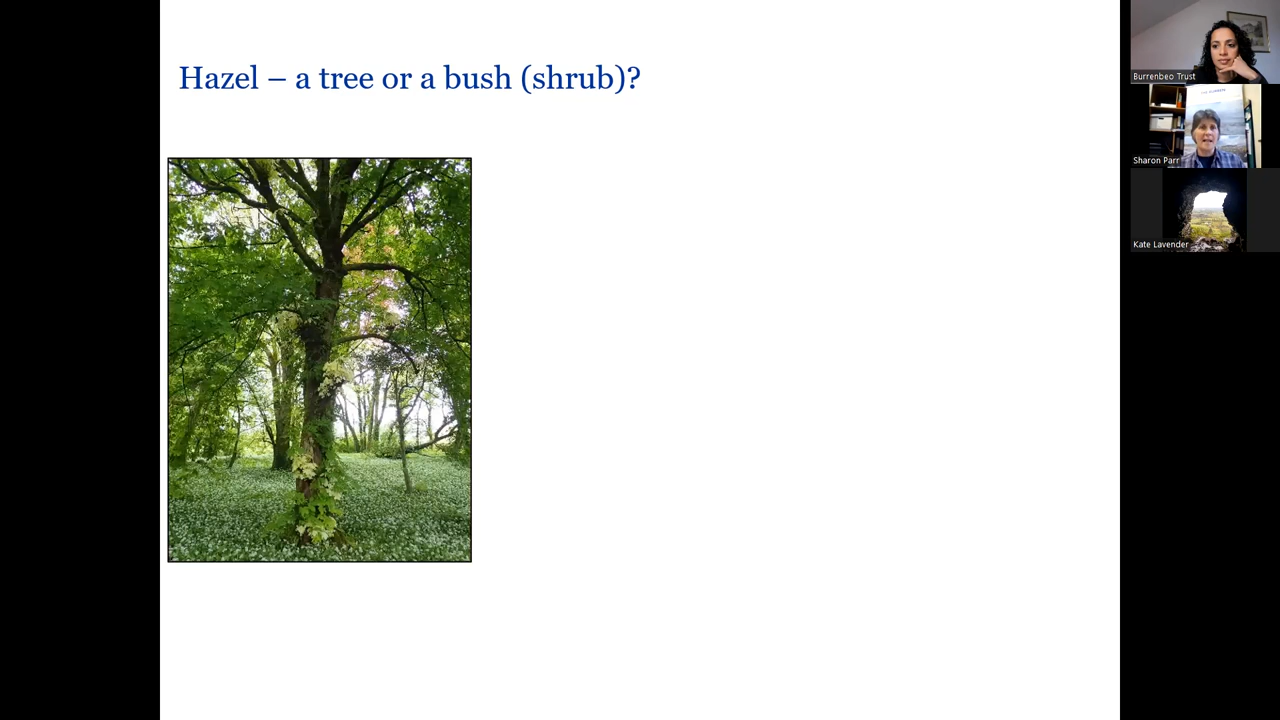 Hazel – a tree or a bush (shrub)?
Burrenbeo Trust
Sharon Parr
Kate Lavender